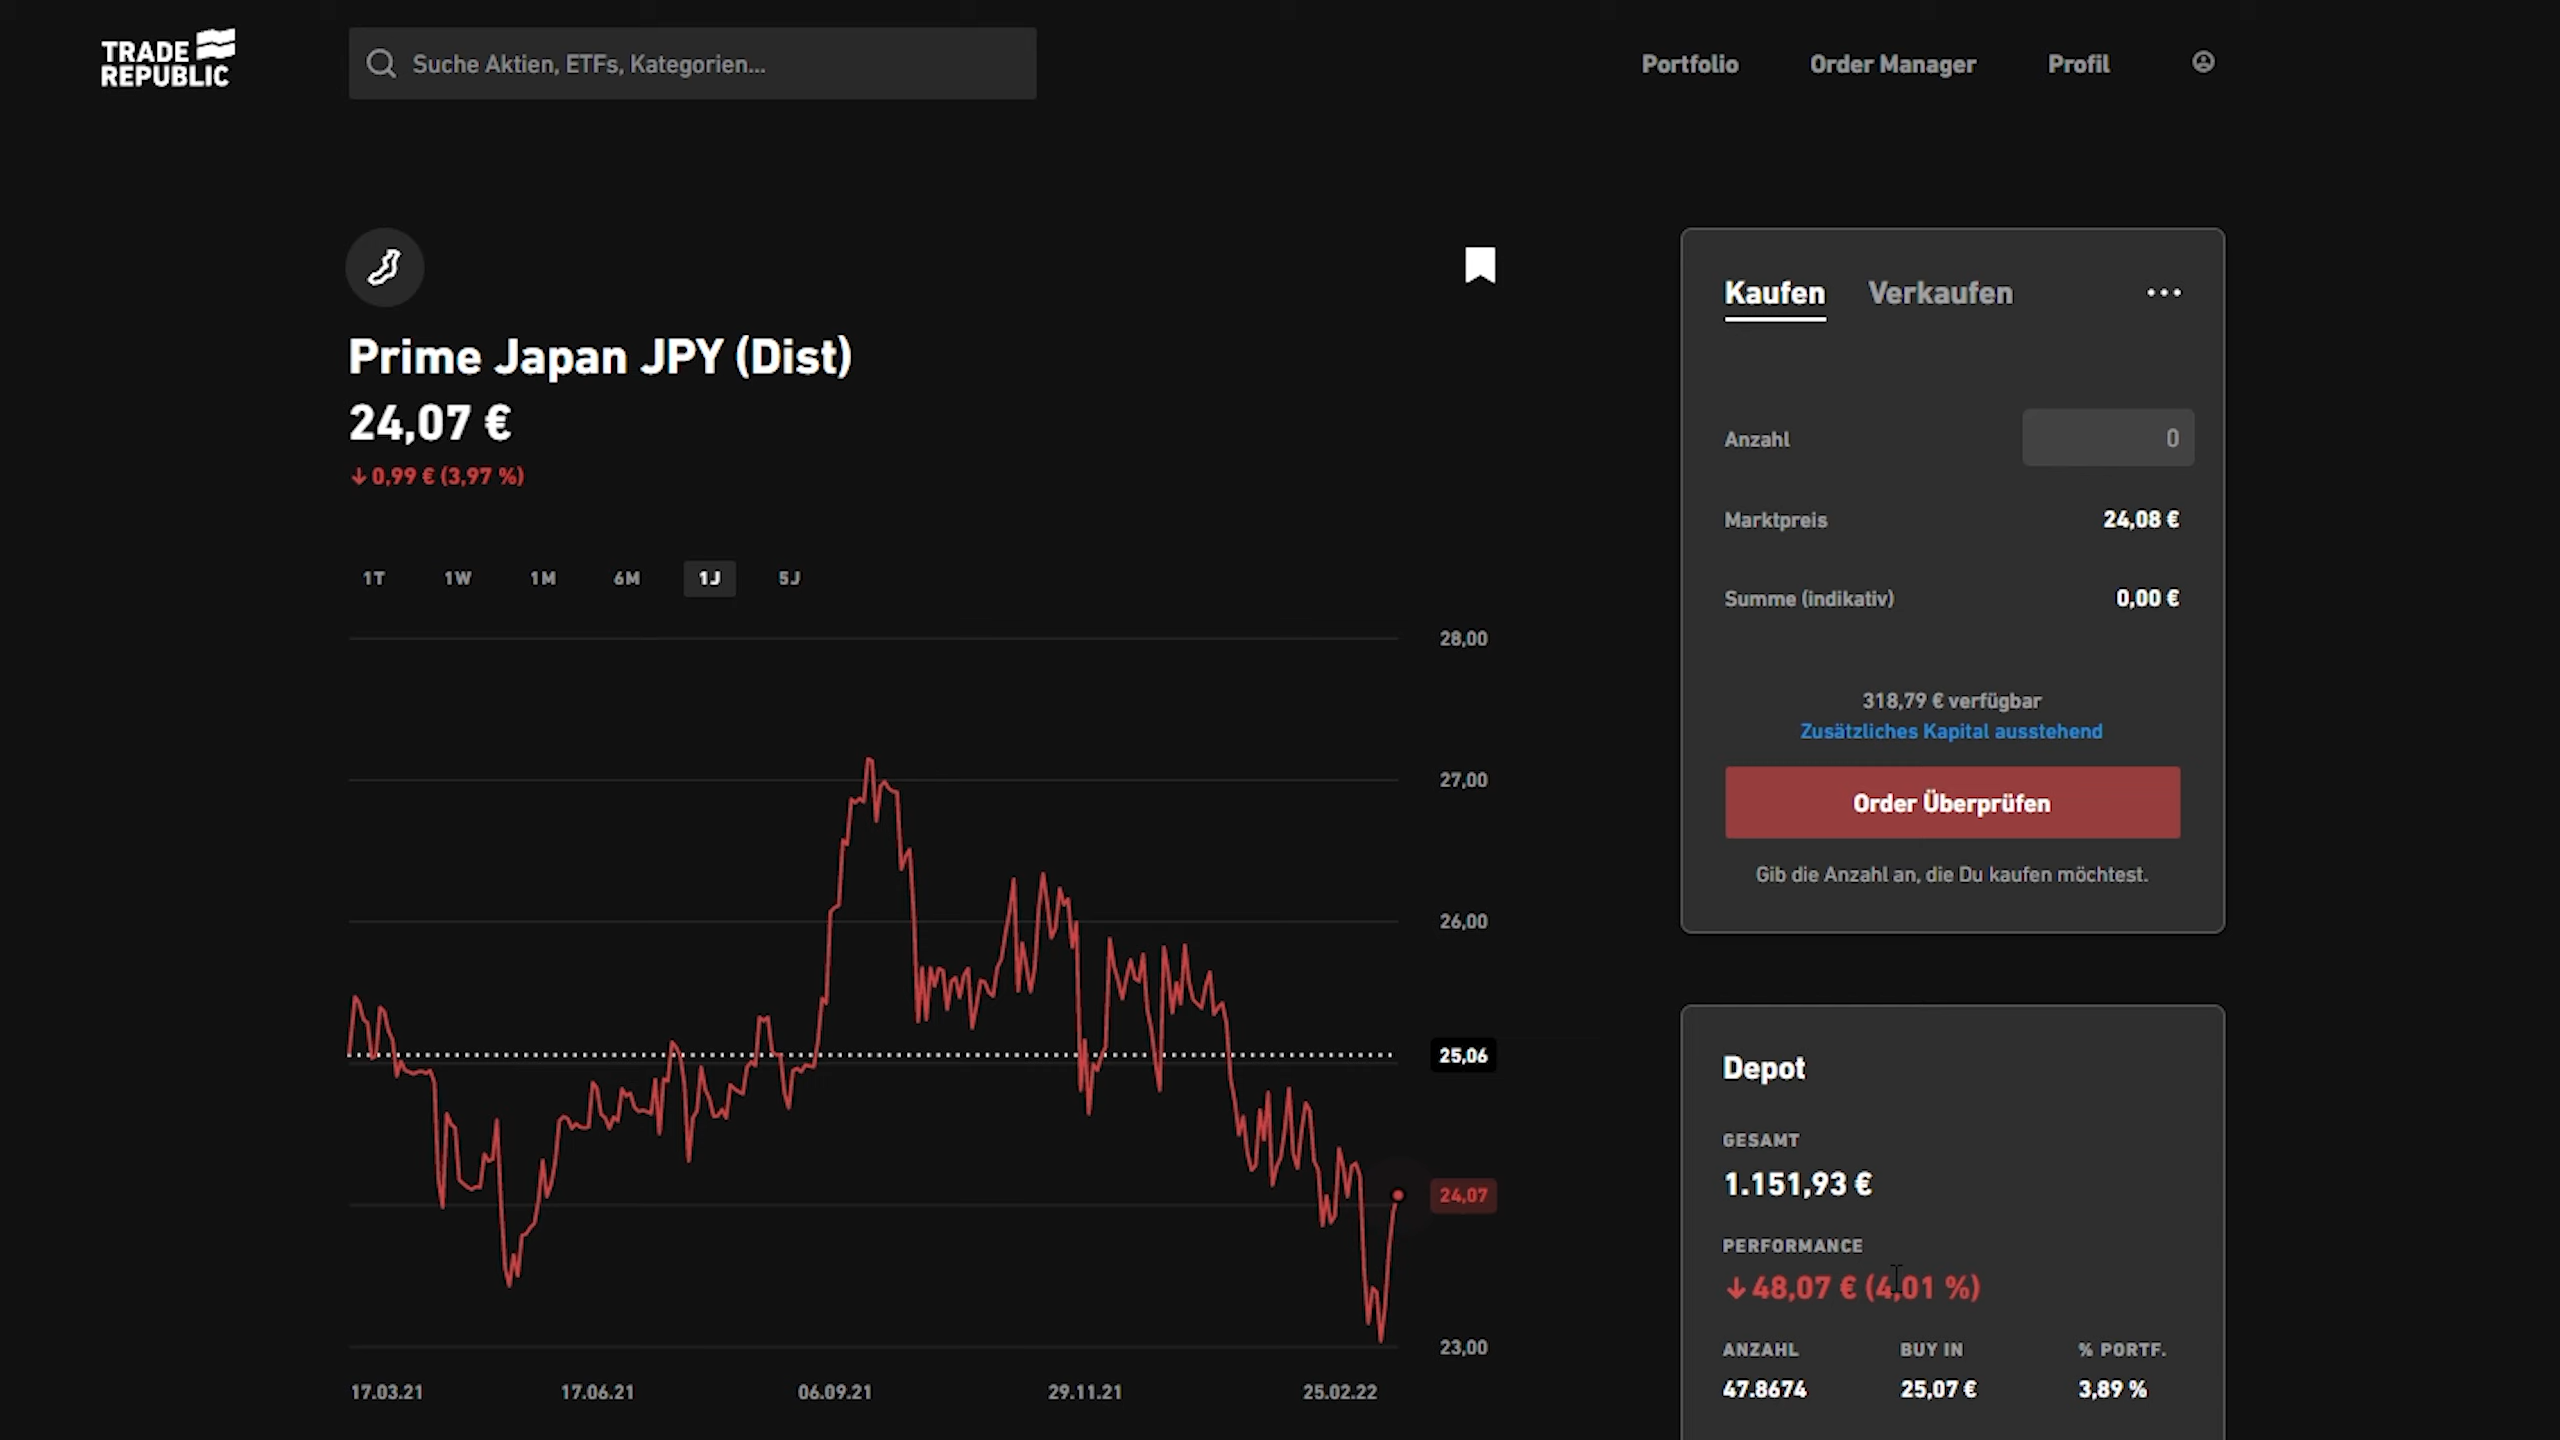 TRADE
REPUBLIC
Suche Aktien, ETFs, Kategorien...
Portfolio
Order Manager
Profil
Prime Japan JPY (Dist)
24,07 €
↓ 0,99 € (3,97 %)
1T 1W 1M 6M 1J 5J
28,00
27,00
26,00
25,06
24,07
23,00
17.03.21 17.06.21 06.09.21 29.11.21 25.02.22
Kaufen Verkaufen ...
Anzahl 0
Marktpreis 24,08 €
Summe (indikativ) 0,00 €
318,79 € verfügbar
Zusätzliches Kapital ausstehend
Order Überprüfen
Gib die Anzahl an, die Du kaufen möchtest.
Depot
GESAMT
1.151,93 €
PERFORMANCE
↓ 48,07 € (4,01 %)
ANZAHL BUY IN % PORTF.
47.8674 25,07 € 3,89 %